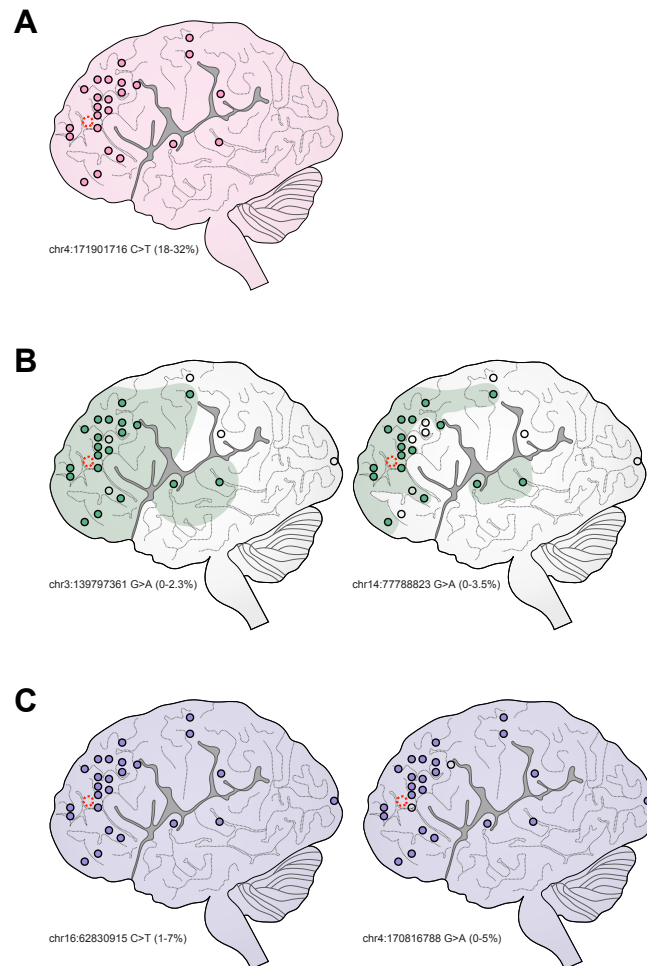 A
chr4:171901716 C>T (18-32%)
B
chr3:139797361 G>A (0-2.3%)
chr14:77788823 G>A (0-3.5%)
C
chr16:62830915 C>T (1-7%)
chr4:170816788 G>A (0-5%)